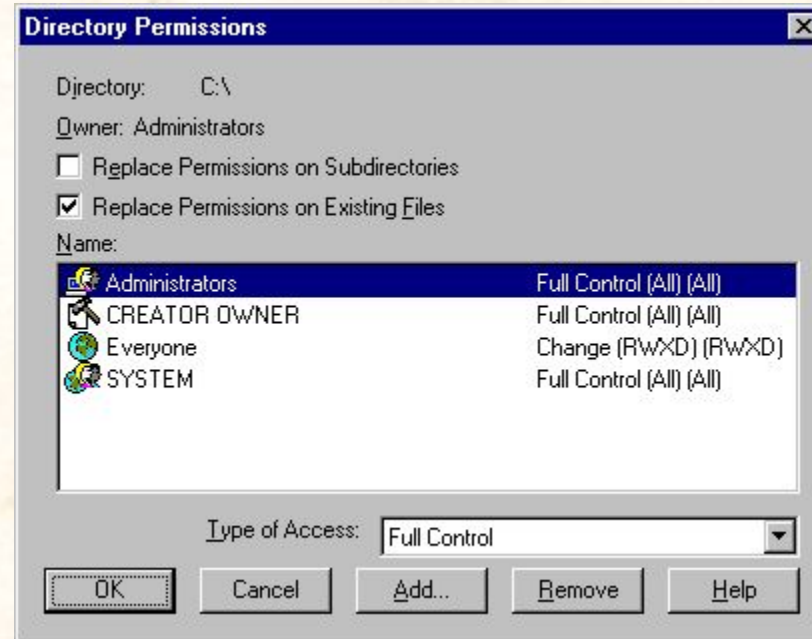 Directory Permissions
Directory: C:\
Owner: Administrators
Replace Permissions on Subdirectories
Replace Permissions on Existing Files
Name:
Administrators Full Control (All) (All)
CREATOR OWNER Full Control (All) (All)
Everyone Change (RWXD) (RWXD)
SYSTEM Full Control (All) (All)
Type of Access: Full Control
OK Cancel Add... Remove Help